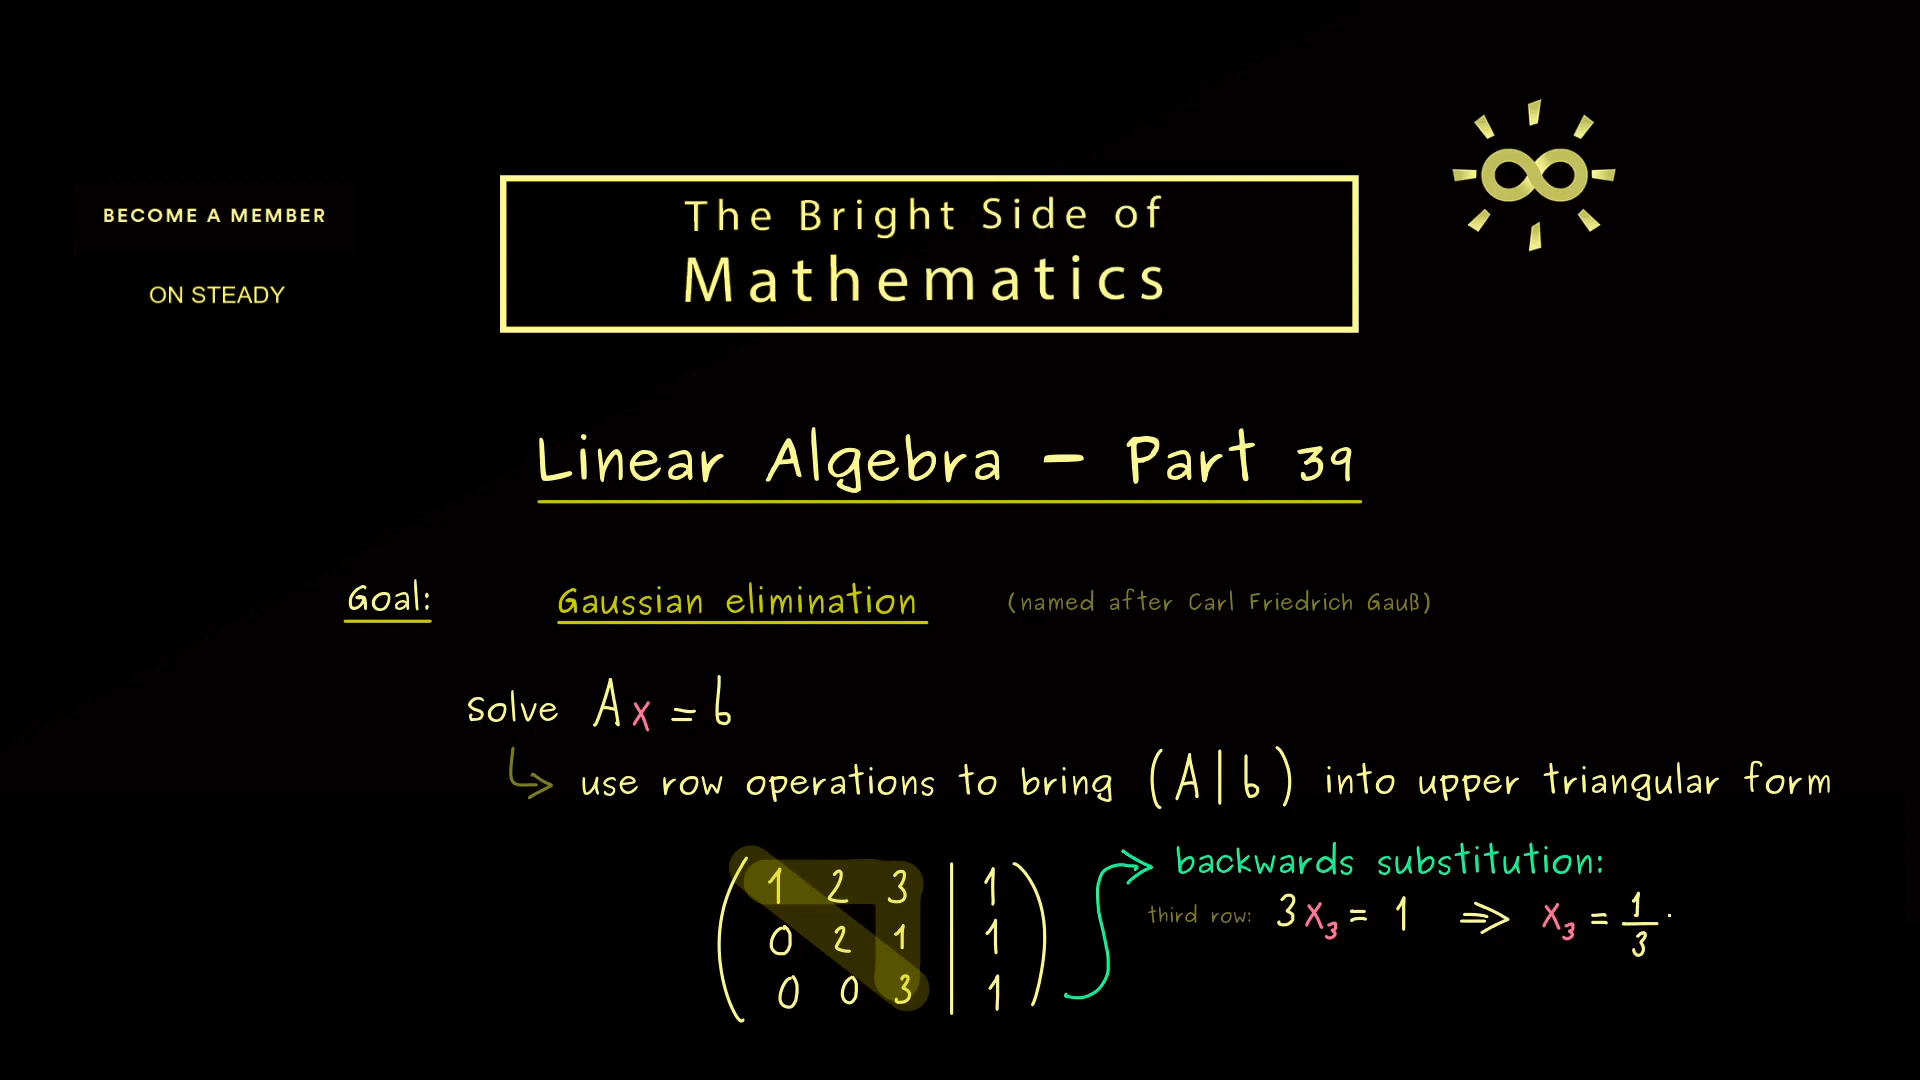 BECOME A MEMBER
ON STEADY
The Bright Side of
Mathematics
Linear Algebra – Part 39
Goal: Gaussian elimination (named after Carl Friedrich Gauß)
solve Ax = b
use row operations to bring (A|b) into upper triangular form
backwards substitution:
third row: 3x₃ = 1 ⇒ x₃ = 1/3 .
( 1 2 3 | 1 )
0 2 1 | 1
0 0 3 | 1